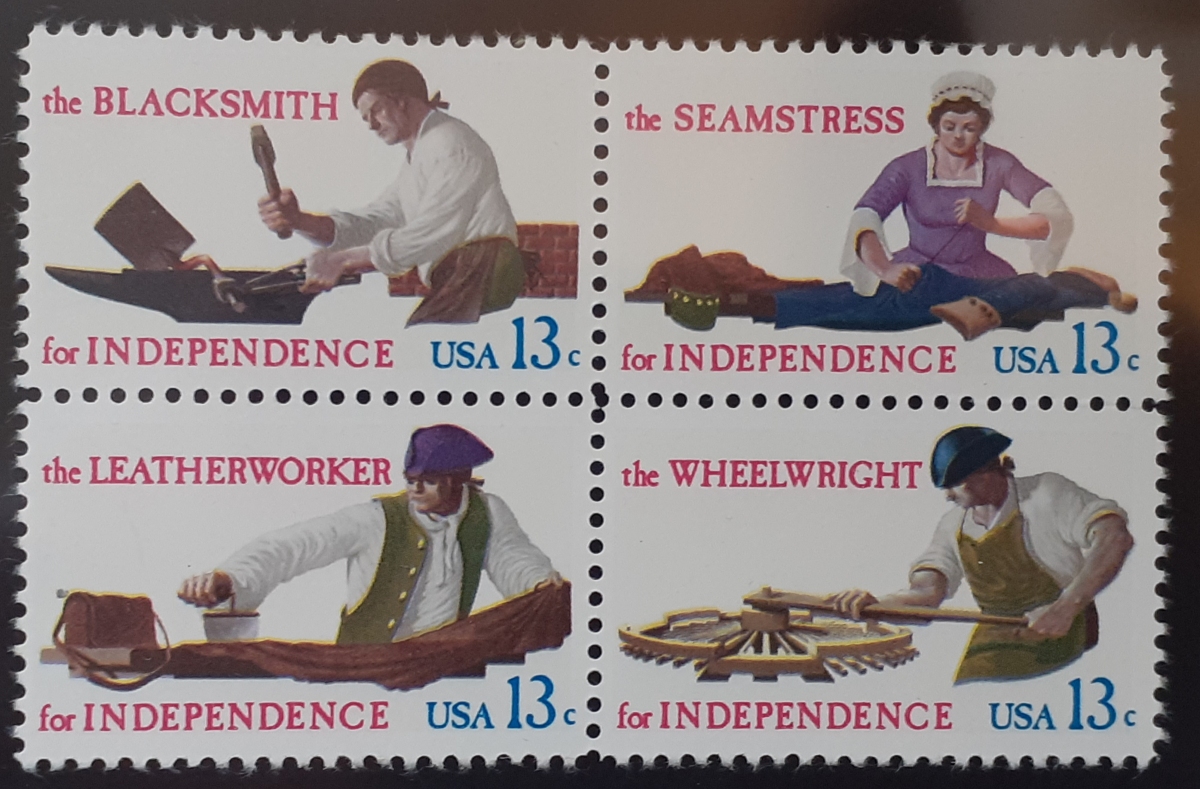 the BLACKSMITH
for INDEPENDENCE USA 13c
the SEAMSTRESS
for INDEPENDENCE USA 13c
the LEATHERWORKER
for INDEPENDENCE USA 13c
the WHEELWRIGHT
for INDEPENDENCE USA 13c